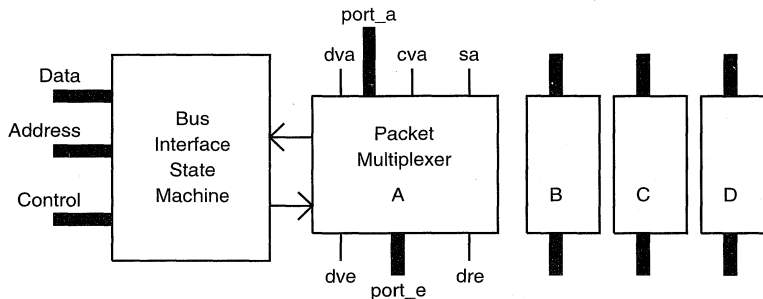 port_a
dva
cva
sa
Data
Address
Control
Bus
Interface
State
Machine
Packet
Multiplexer
A
B
C
D
dve
port_e
dre